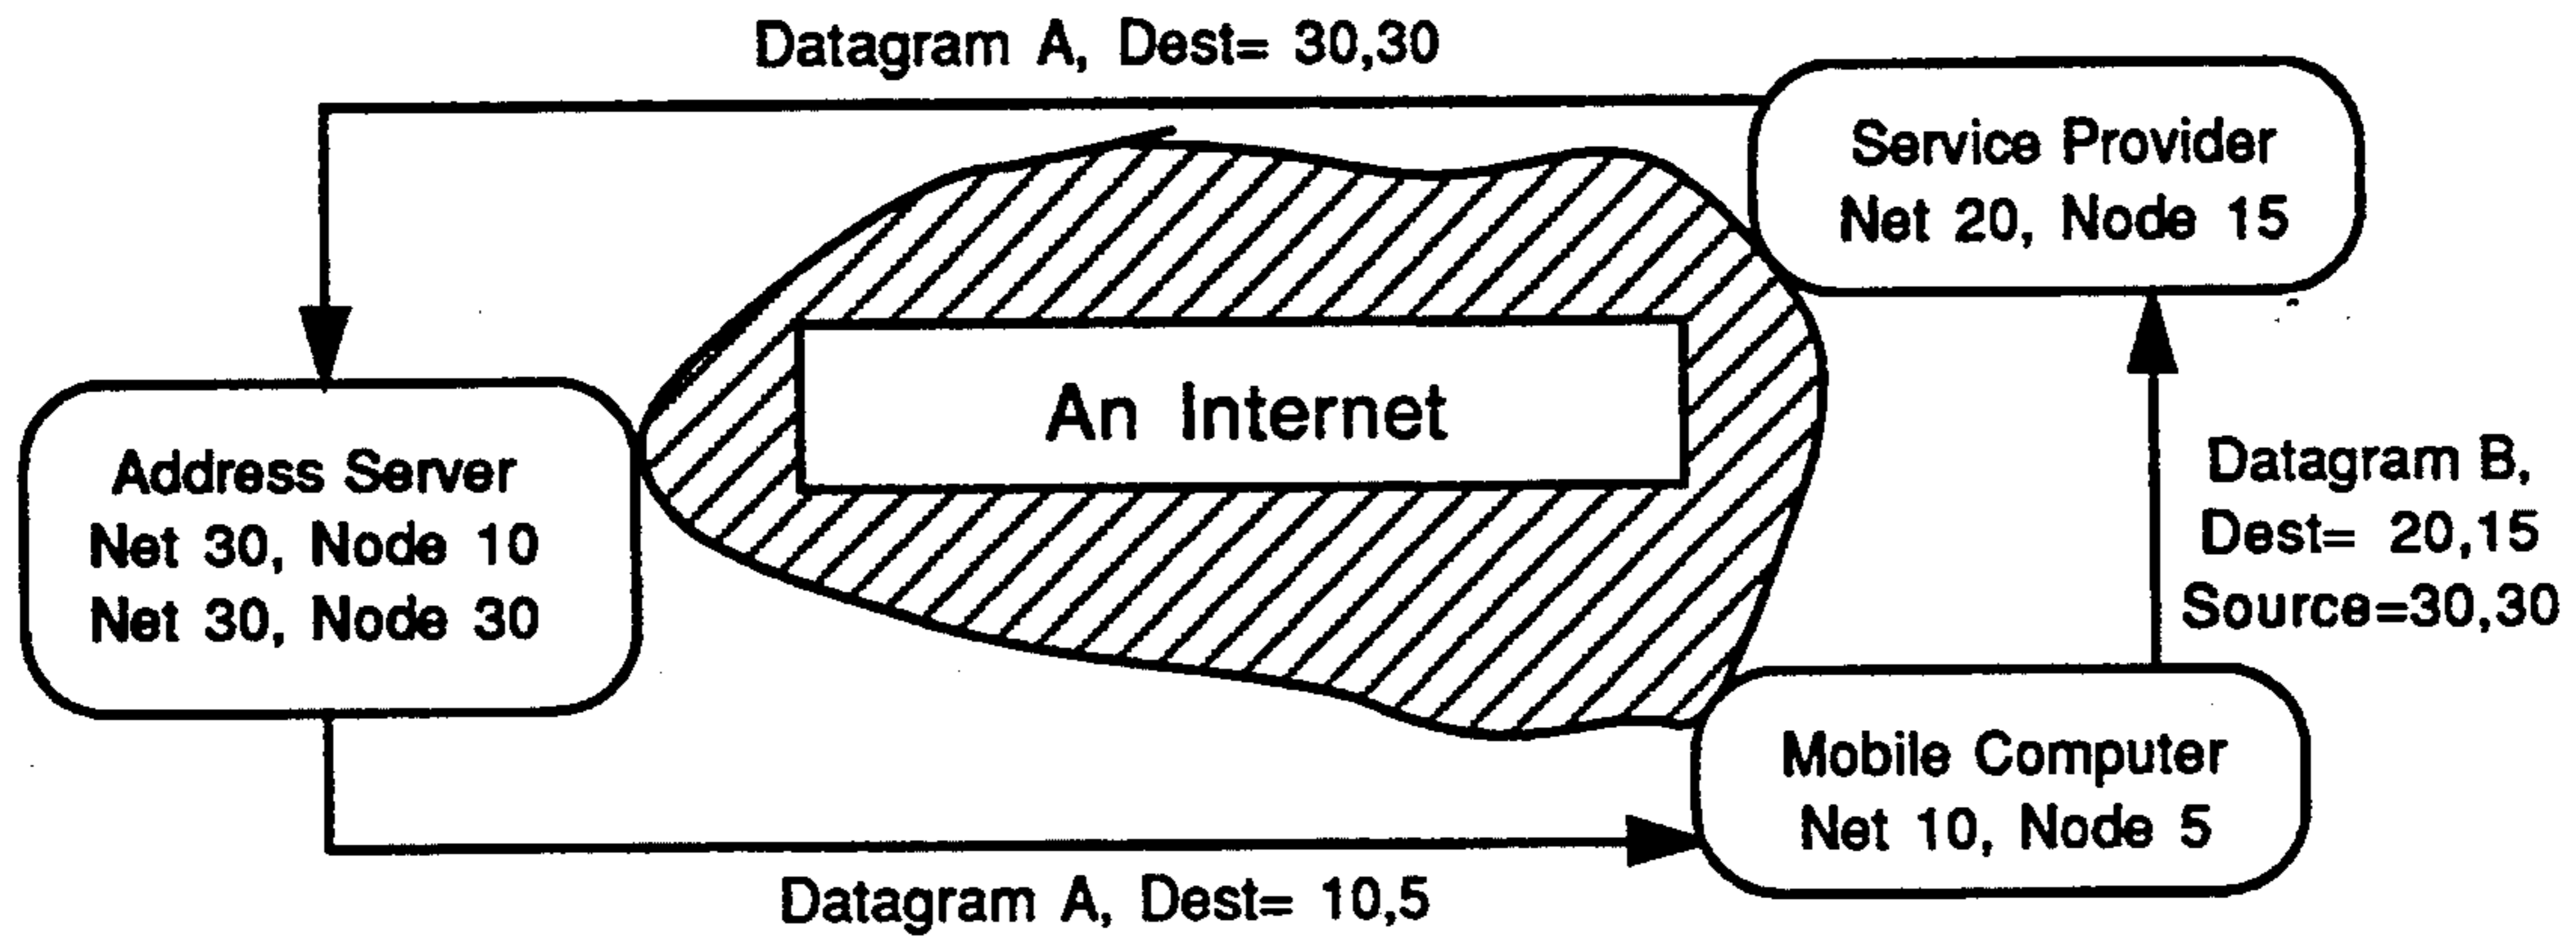 Datagram A, Dest= 30,30
Service Provider
Net 20, Node 15
An Internet
Address Server
Net 30, Node 10
Net 30, Node 30
Datagram B,
Dest= 20,15
Source=30,30
Mobile Computer
Net 10, Node 5
Datagram A, Dest= 10,5